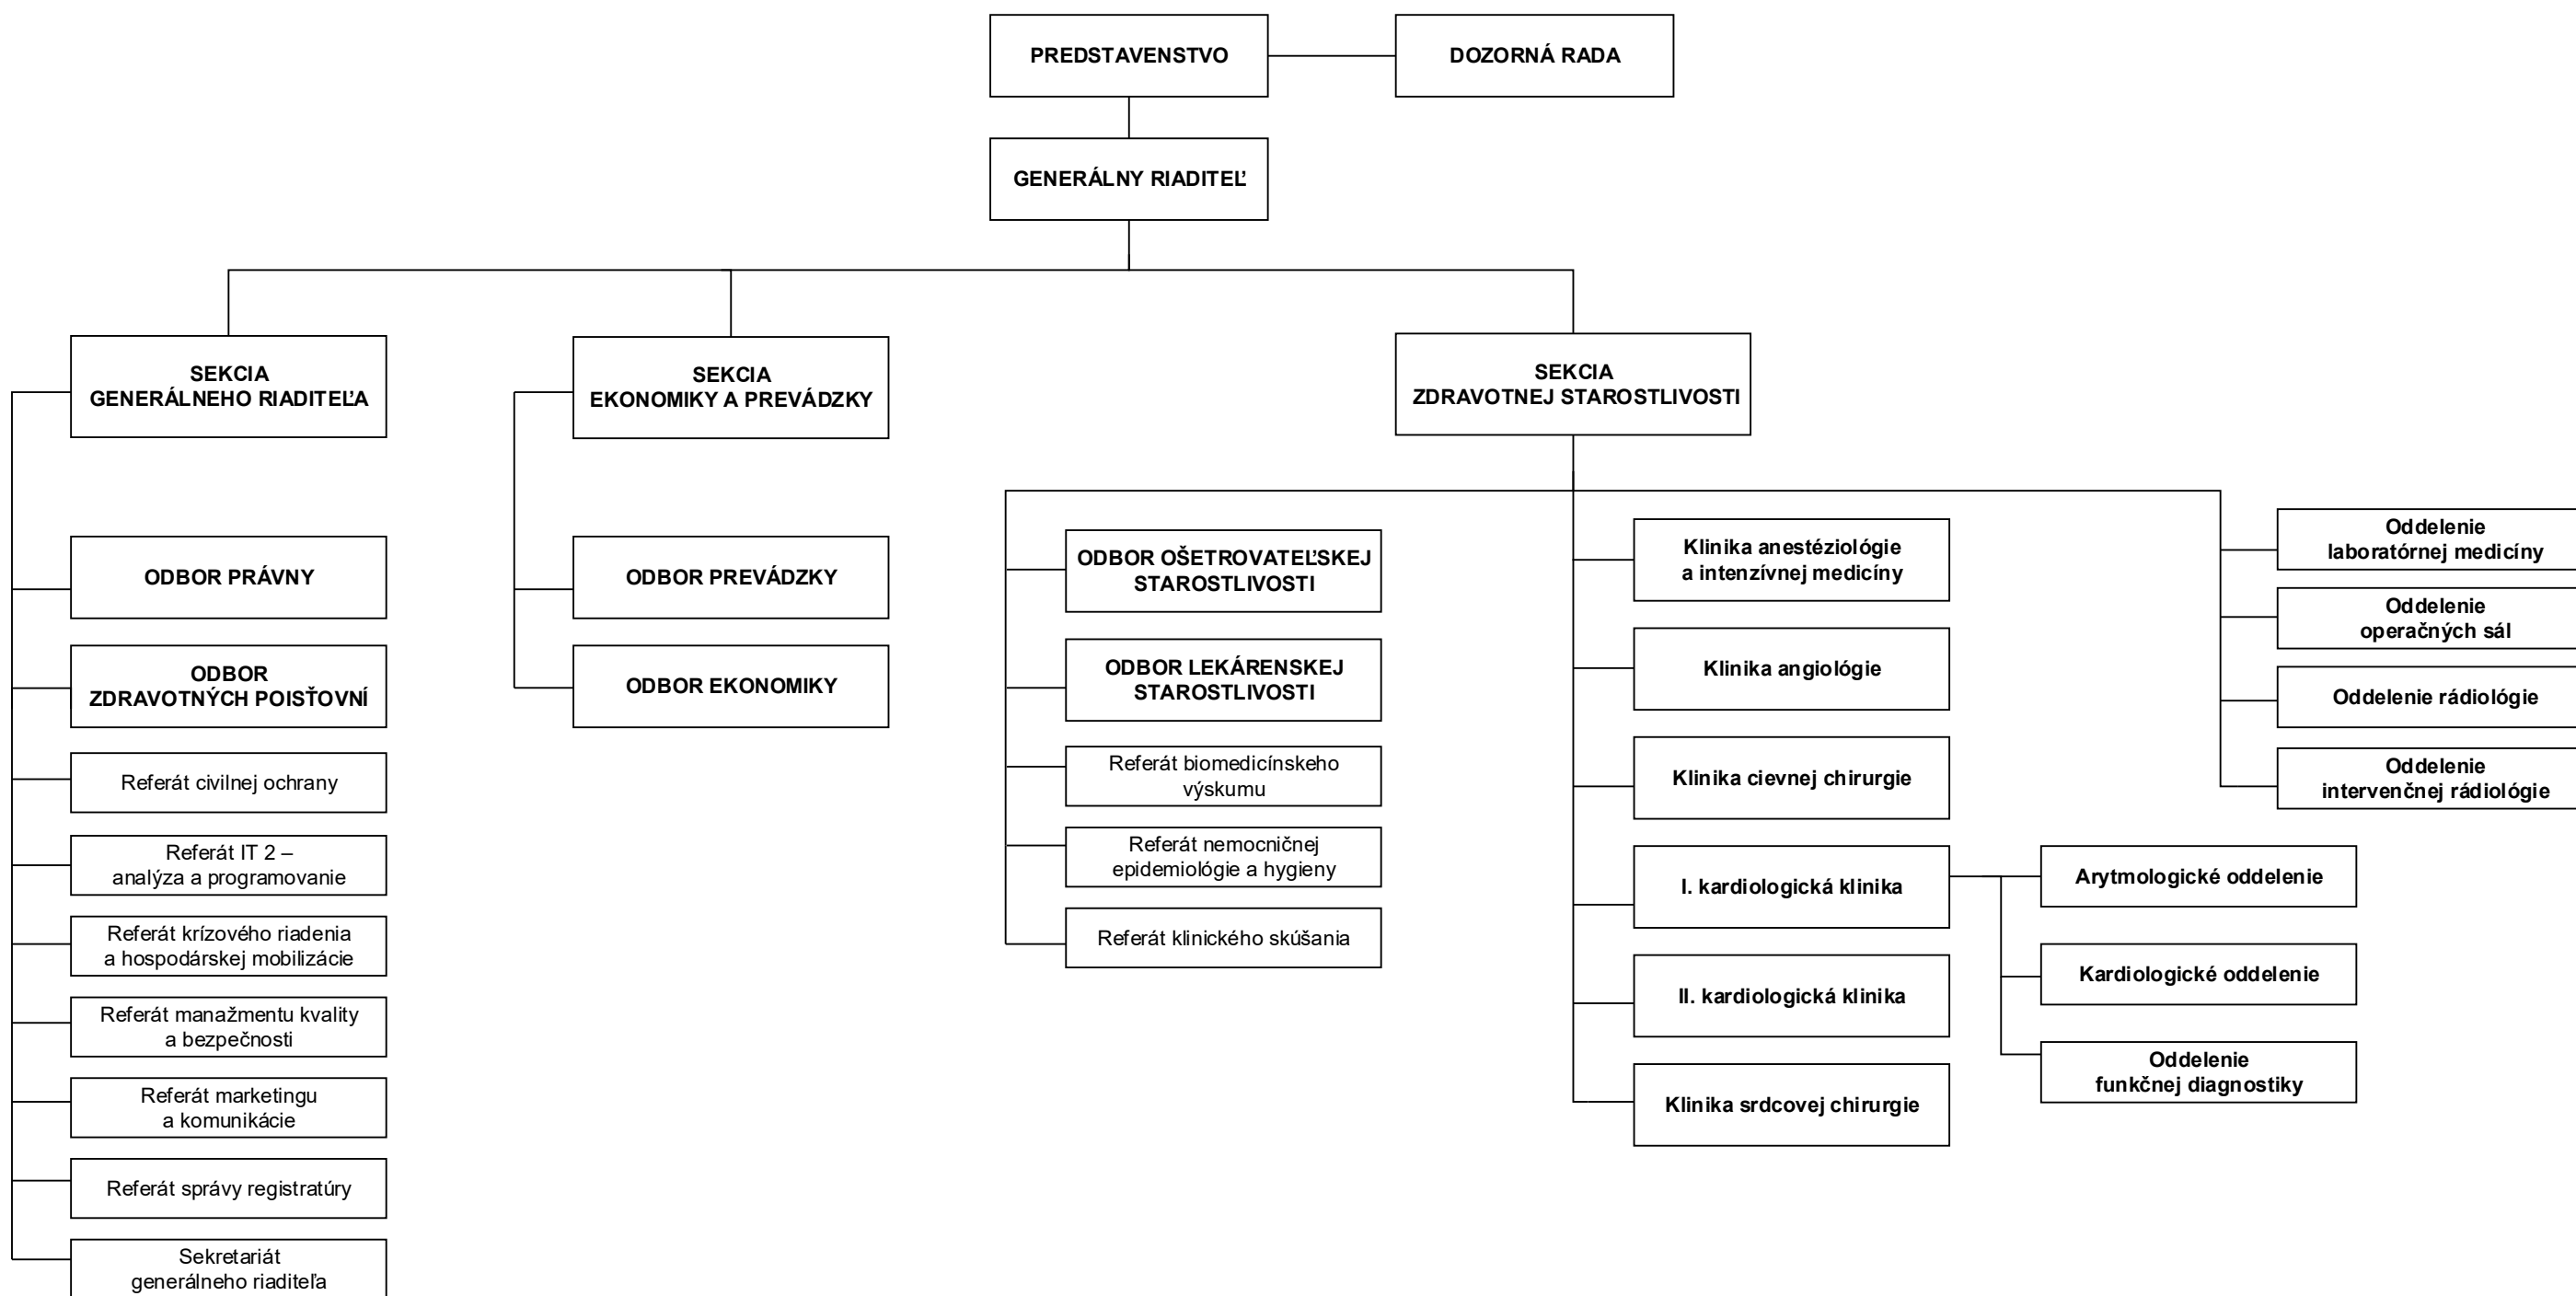 PREDSTAVENSTVO
DOZORNÁ RADA
GENERÁLNY RIADITEĽ
SEKCIA
GENERÁLNEHO RIADITEĽA
SEKCIA
EKONOMIKY A PREVÁDZKY
SEKCIA
ZDRAVOTNEJ STAROSTLIVOSTI
ODBOR PRÁVNY
ODBOR
ZDRAVOTNÝCH POISŤOVNÍ
Referát civilnej ochrany
Referát IT 2 –
analýza a programovanie
Referát krízového riadenia
a hospodárskej mobilizácie
Referát manažmentu kvality
a bezpečnosti
Referát marketingu
a komunikácie
Referát správy registratúry
Sekretariát
generálneho riaditeľa
ODBOR PREVÁDZKY
ODBOR EKONOMIKY
ODBOR OŠETROVATEĽSKEJ
STAROSTLIVOSTI
ODBOR LEKÁRENSKEJ
STAROSTLIVOSTI
Referát biomedicínskeho
výskumu
Referát nemocničnej
epidemiológie a hygieny
Referát klinického skúšania
Klinika anestéziológie
a intenzívnej medicíny
Klinika angiológie
Klinika cievnej chirurgie
I. kardiologická klinika
II. kardiologická klinika
Klinika srdcovej chirurgie
Arytmologické oddelenie
Kardiologické oddelenie
Oddelenie
funkčnej diagnostiky
Oddelenie
laboratórnej medicíny
Oddelenie
operačných sál
Oddelenie rádiológie
Oddelenie
intervenčnej rádiológie